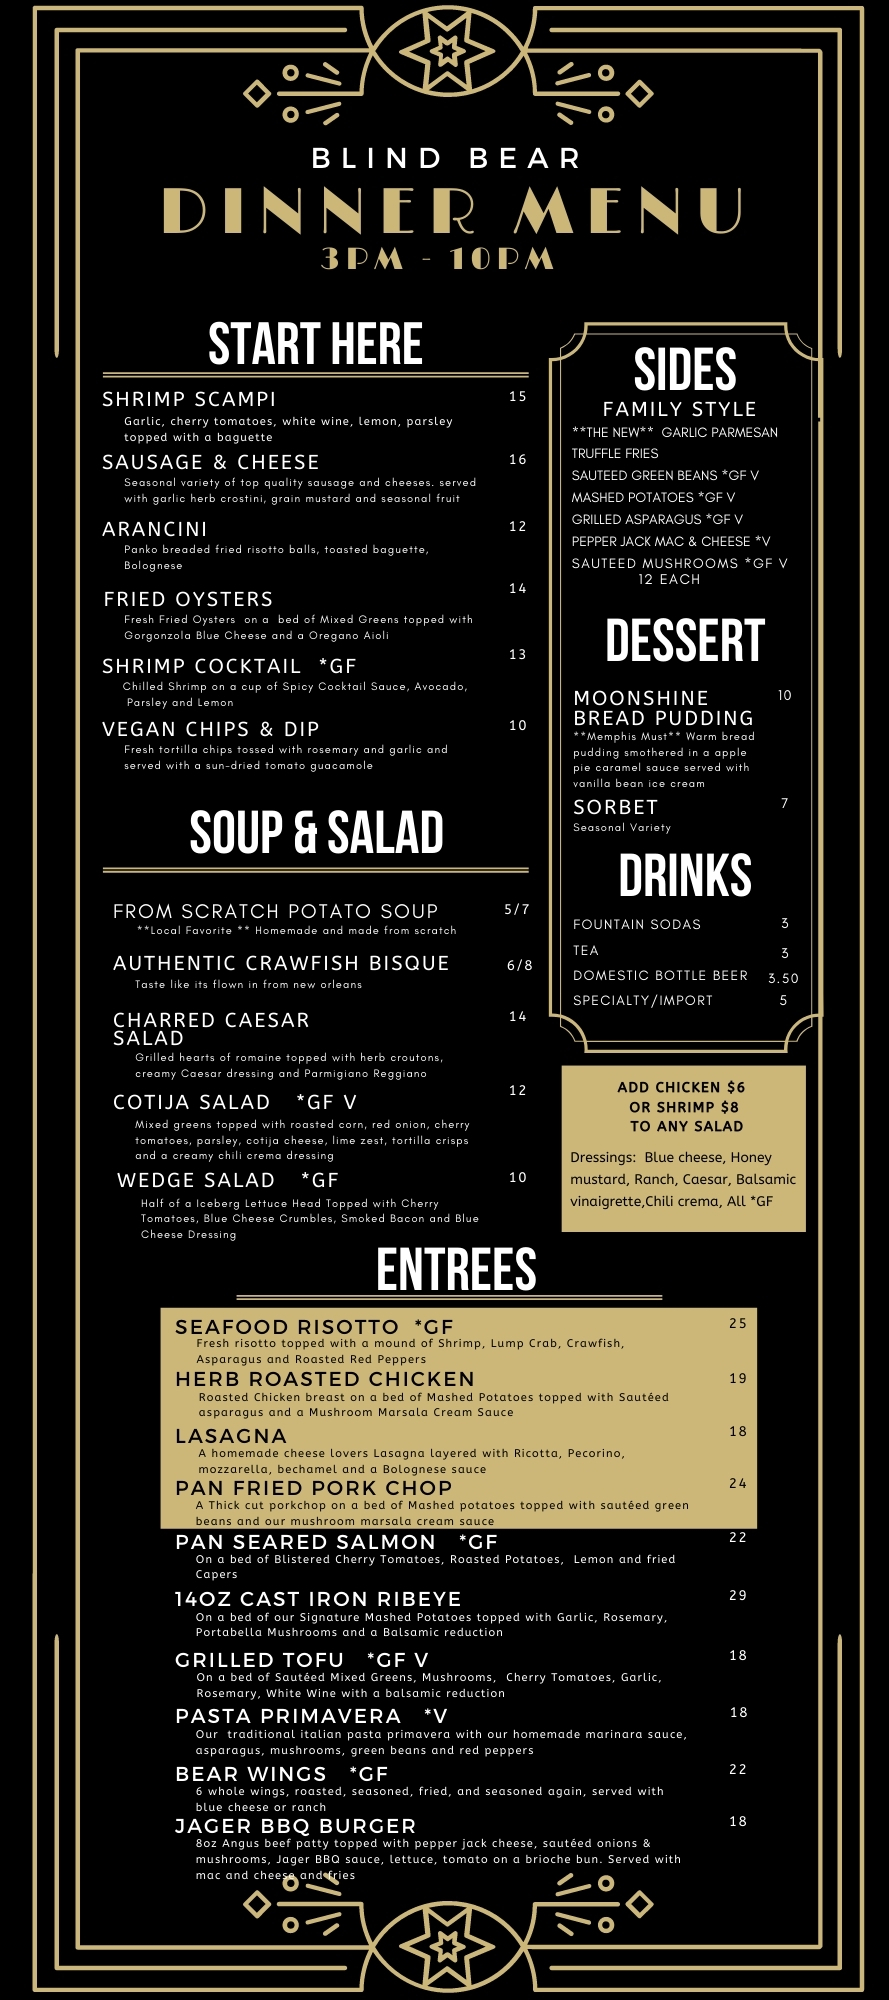 BLIND BEAR
DINNER MENU
3PM - 10PM
START HERE
SHRIMP SCAMPI 15
Garlic, cherry tomatoes, white wine, lemon, parsley
topped with a baguette
SAUSAGE & CHEESE 16
Seasonal variety of top quality sausage and cheeses. served
with garlic herb crostini, grain mustard and seasonal fruit
ARANCINI 12
Panko breaded fried risotto balls, toasted baguette,
Bolognese
FRIED OYSTERS 14
Fresh Fried Oysters on a bed of Mixed Greens topped with
Gorgonzola Blue Cheese and a Oregano Aioli
SHRIMP COCKTAIL *GF 13
Chilled Shrimp on a cup of Spicy Cocktail Sauce, Avocado,
Parsley and Lemon
VEGAN CHIPS & DIP 10
Fresh tortilla chips tossed with rosemary and garlic and
served with a sun-dried tomato guacamole
SOUP & SALAD
FROM SCRATCH POTATO SOUP 5/7
**Local Favorite ** Homemade and made from scratch
AUTHENTIC CRAWFISH BISQUE 6/8
Taste like its flown in from new orleans
CHARRED CAESAR 14
SALAD
Grilled hearts of romaine topped with herb croutons,
creamy Caesar dressing and Parmigiano Reggiano
COTIJA SALAD *GF V 12
Mixed greens topped with roasted corn, red onion, cherry
tomatoes, parsley, cotija cheese, lime zest, tortilla crisps
and a creamy chili crema dressing
WEDGE SALAD *GF 10
Half of a Iceberg Lettuce Head Topped with Cherry
Tomatoes, Blue Cheese Crumbles, Smoked Bacon and Blue
Cheese Dressing
SIDES
FAMILY STYLE
**THE NEW** GARLIC PARMESAN
TRUFFLE FRIES
SAUTEED GREEN BEANS *GF V
MASHED POTATOES *GF V
GRILLED ASPARAGUS *GF V
PEPPER JACK MAC & CHEESE *V
SAUTEED MUSHROOMS *GF V
12 EACH
DESSERT
MOONSHINE 10
BREAD PUDDING
**Memphis Must** Warm bread
pudding smothered in a apple
pie caramel sauce served with
vanilla bean ice cream
SORBET 7
Seasonal Variety
DRINKS
FOUNTAIN SODAS 3
TEA 3
DOMESTIC BOTTLE BEER 3.50
SPECIALTY/IMPORT 5
ADD CHICKEN $6
OR SHRIMP $8
TO ANY SALAD
Dressings: Blue cheese, Honey
mustard, Ranch, Caesar, Balsamic
vinaigrette,Chili crema, All *GF
ENTREES
SEAFOOD RISOTTO *GF 25
Fresh risotto topped with a mound of Shrimp, Lump Crab, Crawfish,
Asparagus and Roasted Red Peppers
HERB ROASTED CHICKEN 19
Roasted Chicken breast on a bed of Mashed Potatoes topped with Sautéed
asparagus and a Mushroom Marsala Cream Sauce
LASAGNA 18
A homemade cheese lovers Lasagna layered with Ricotta, Pecorino,
mozzarella, bechamel and a Bolognese sauce
PAN FRIED PORK CHOP 24
A Thick cut porkchop on a bed of Mashed potatoes topped with sautéed green
beans and our mushroom marsala cream sauce
PAN SEARED SALMON *GF 22
On a bed of Blistered Cherry Tomatoes, Roasted Potatoes, Lemon and fried
Capers
14OZ CAST IRON RIBEYE 29
On a bed of our Signature Mashed Potatoes topped with Garlic, Rosemary,
Portabella Mushrooms and a Balsamic reduction
GRILLED TOFU *GF V 18
On a bed of Sautéed Mixed Greens, Mushrooms, Cherry Tomatoes, Garlic,
Rosemary, White Wine with a balsamic reduction
PASTA PRIMAVERA *V 18
Our traditional italian pasta primavera with our homemade marinara sauce,
asparagus, mushrooms, green beans and red peppers
BEAR WINGS *GF 22
6 whole wings, roasted, seasoned, fried, and seasoned again, served with
blue cheese or ranch
JAGER BBQ BURGER 18
8oz Angus beef patty topped with pepper jack cheese, sautéed onions &
mushrooms, Jager BBQ sauce, lettuce, tomato on a brioche bun. Served with
mac and cheese and fries